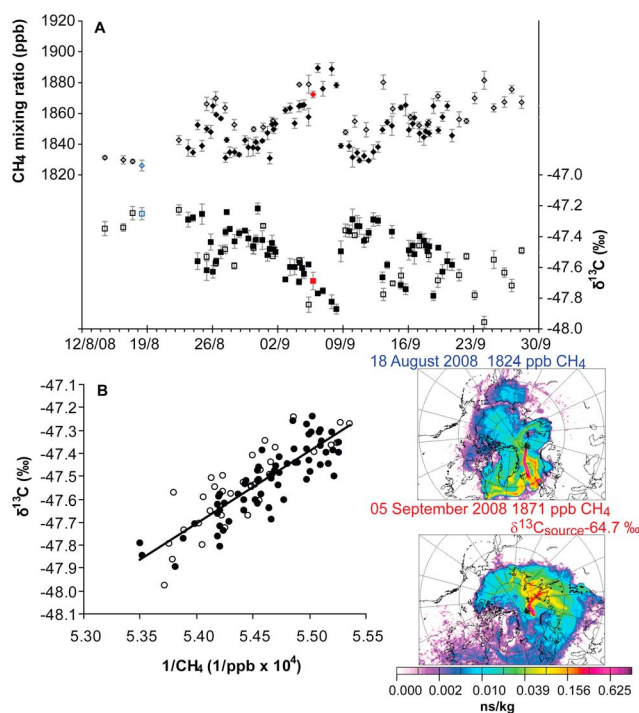 A
CH4 mixing ratio (ppb)
1920
1900
1880
1860
1840
1820
-47.0
-47.2
-47.4
-47.6
-47.8
-48.0
δ13C (‰)
12/8/08 19/8 26/8 02/9 09/9 16/9 23/9 30/9
B
δ13C (‰)
-47.1
-47.2
-47.3
-47.4
-47.5
-47.6
-47.7
-47.8
-47.9
-48.0
-48.1
5.30 5.35 5.40 5.45 5.50 5.55
1/CH4 (1/ppb x 10⁴)
18 August 2008 1824 ppb CH4
05 September 2008 1871 ppb CH4
δ13Csource-64.7 ‰
0.000 0.002 0.010 0.039 0.156 0.625
ns/kg